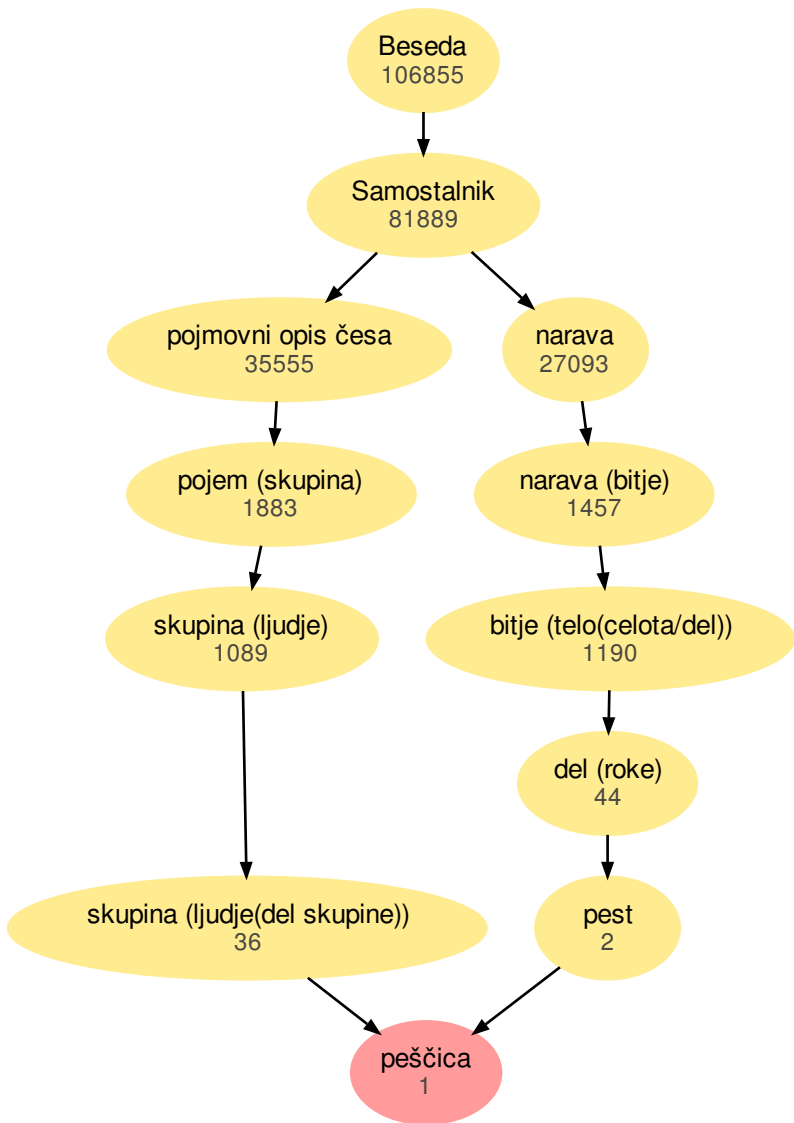 Beseda
106855
Samostalnik
81889
pojmovni opis česa
35555
narava
27093
pojem (skupina)
1883
narava (bitje)
1457
skupina (ljudje)
1089
bitje (telo(celota/del))
1190
del (roke)
44
skupina (ljudje(del skupine))
36
pest
2
peščica
1